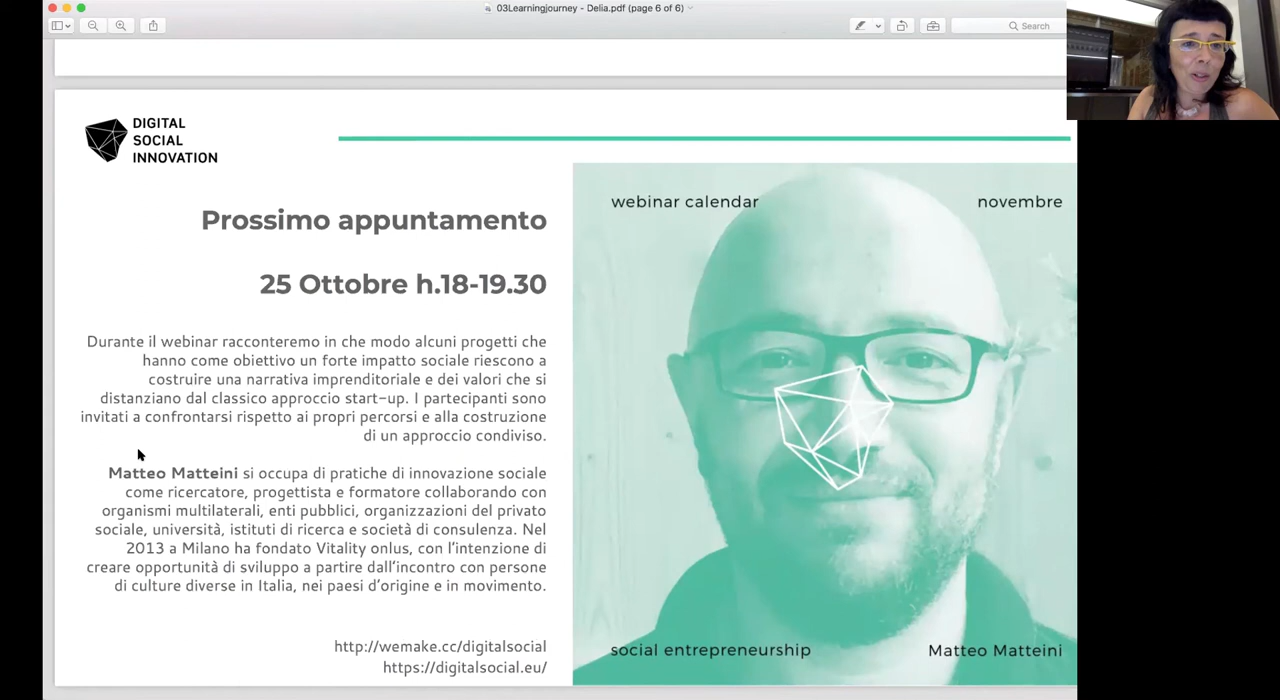 03Learningjourney - Delia.pdf (page 6 of 6)
Search
DIGITAL
SOCIAL
INNOVATION
Prossimo appuntamento
25 Ottobre h.18-19.30
Durante il webinar racconteremo in che modo alcuni progetti che
hanno come obiettivo un forte impatto sociale riescono a
costruire una narrativa imprenditoriale e dei valori che si
distanziano dal classico approccio start-up. I partecipanti sono
invitati a confrontarsi rispetto ai propri percorsi e alla costruzione
di un approccio condiviso.
Matteo Matteini si occupa di pratiche di innovazione sociale
come ricercatore, progettista e formatore collaborando con
organismi multilaterali, enti pubblici, organizzazioni del privato
sociale, università, istituti di ricerca e società di consulenza. Nel
2013 a Milano ha fondato Vitality onlus, con l'intenzione di
creare opportunità di sviluppo a partire dall'incontro con persone
di culture diverse in Italia, nei paesi d'origine e in movimento.
http://wemake.cc/digitalsocial
https://digitalsocial.eu/
webinar calendar
novembre
social entrepreneurship
Matteo Matteini